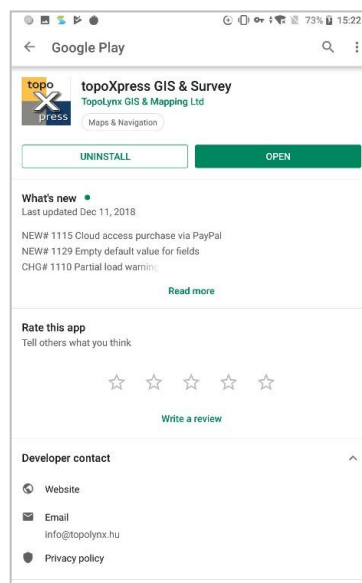 73% 15:22
Google Play
topo
X
press
topoXpress GIS & Survey
TopoLynx GIS & Mapping Ltd
Maps & Navigation
UNINSTALL
OPEN
What's new
Last updated Dec 11, 2018
NEW# 1115 Cloud access purchase via PayPal
NEW# 1129 Empty default value for fields
CHG# 1110 Partial load warning
Read more
Rate this app
Tell others what you think
Write a review
Developer contact
Website
Email
info@topolynx.hu
Privacy policy